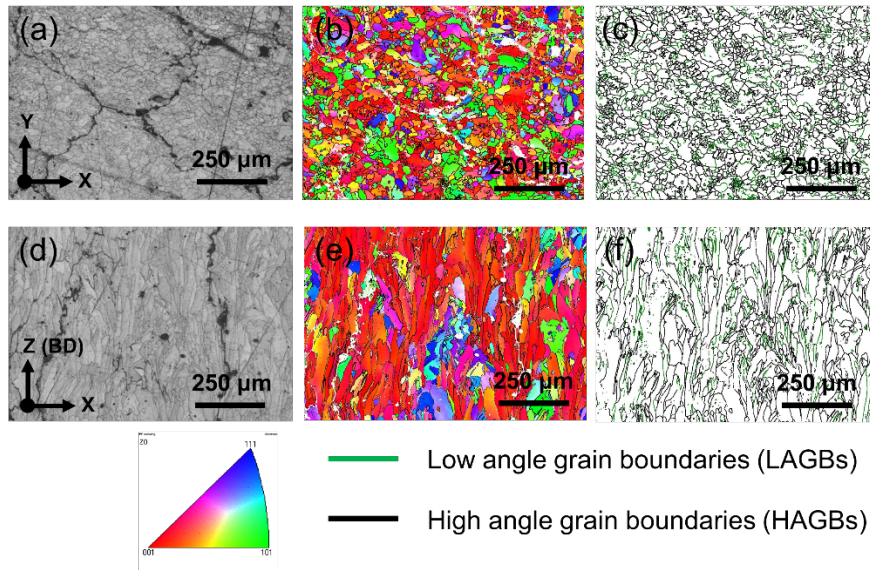 (a)
Y
X
250 µm
(b)
250 µm
(c)
250 µm
(d)
Z (BD)
X
250 µm
(e)
250 µm
(f)
250 µm
20
111
001
101
Low angle grain boundaries (LAGBs)
High angle grain boundaries (HAGBs)